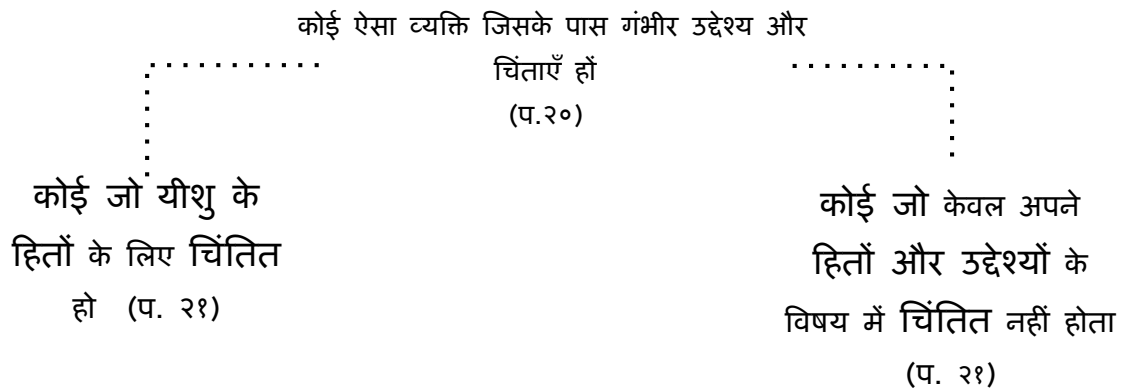 कोई ऐसा व्यक्ति जिसके पास गंभीर उद्देश्य और
चिंताएँ हों
(प.२०)
कोई जो यीशु के
हितों के लिए चिंतित
हो (प. २१)
कोई जो केवल अपने
हितों और उद्देश्यों के
विषय में चिंतित नहीं होता
(प. २१)